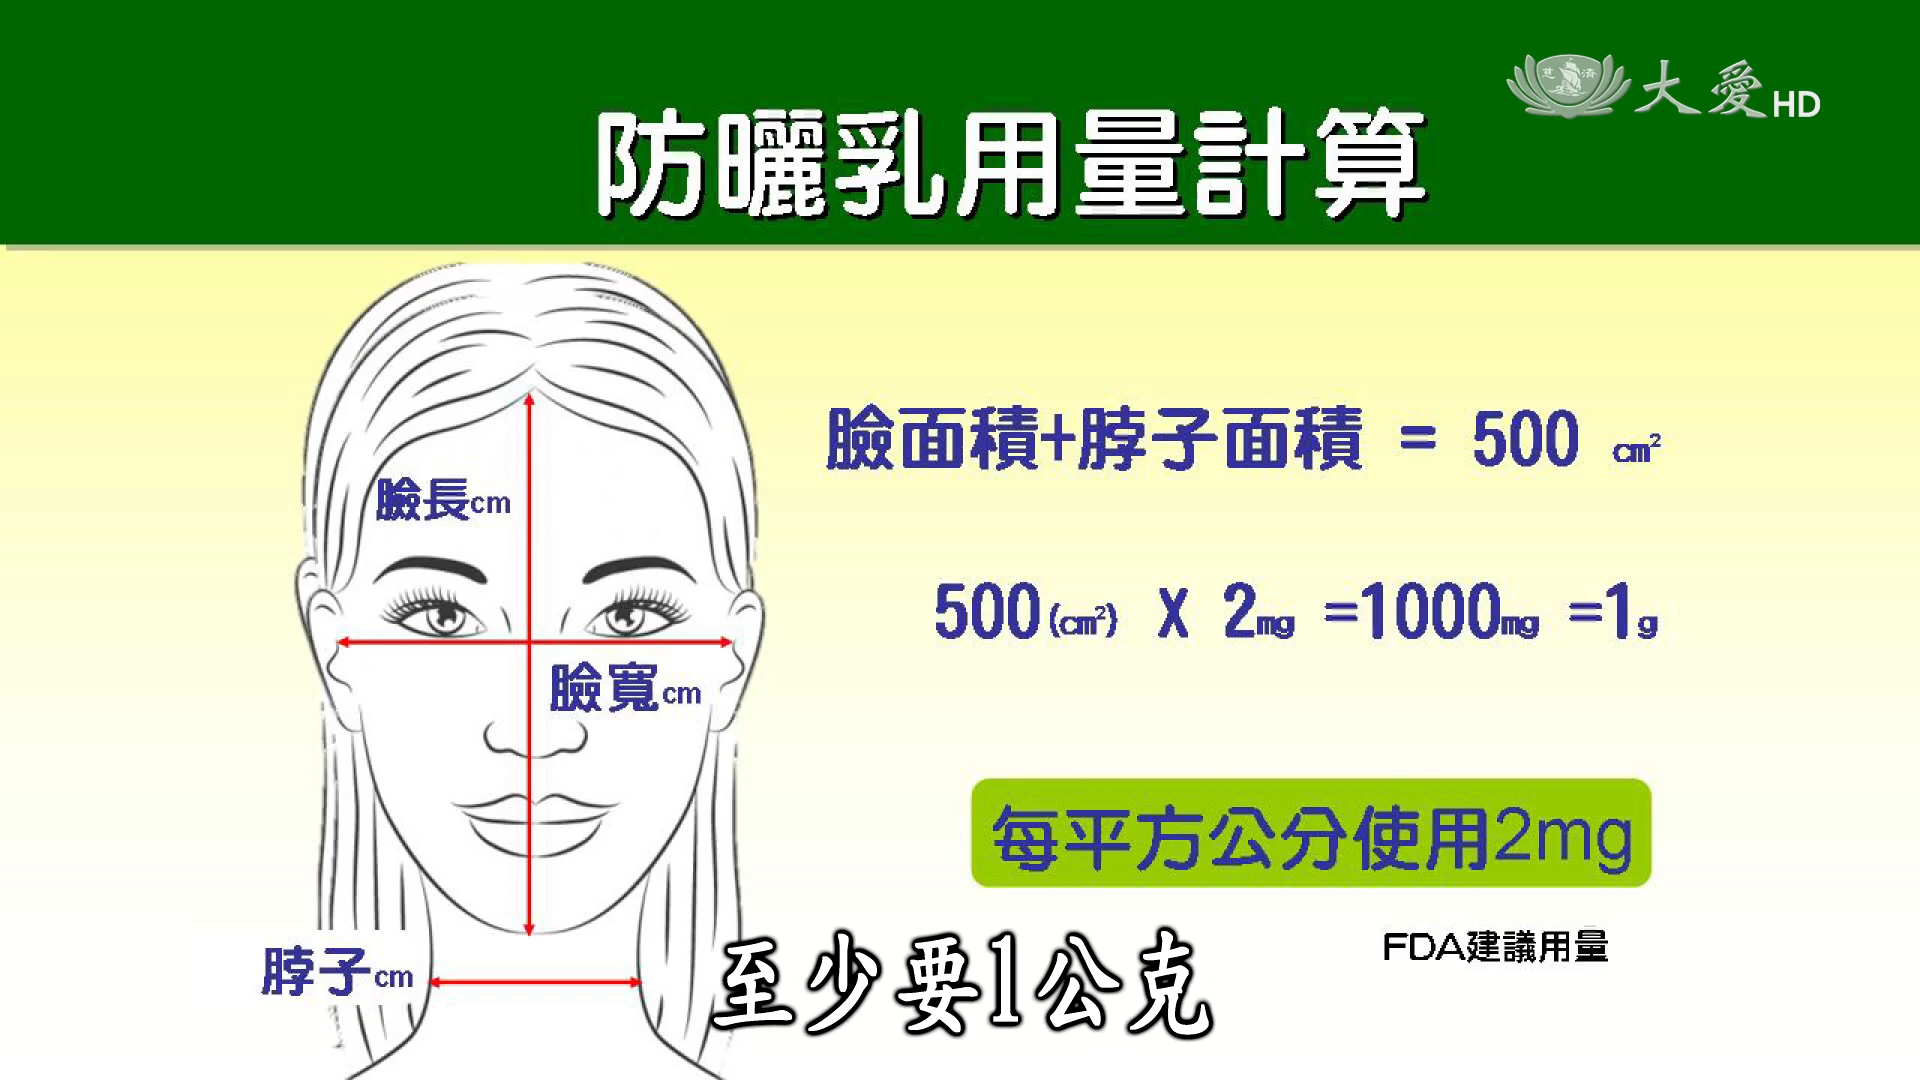 慈濟 大愛HD
防曬乳用量計算
臉面積+脖子面積 = 500 cm²
臉長cm
500(cm²) X 2mg =1000mg =1g
臉寬cm
每平方公分使用2mg
FDA建議用量
脖子cm
至少要1公克